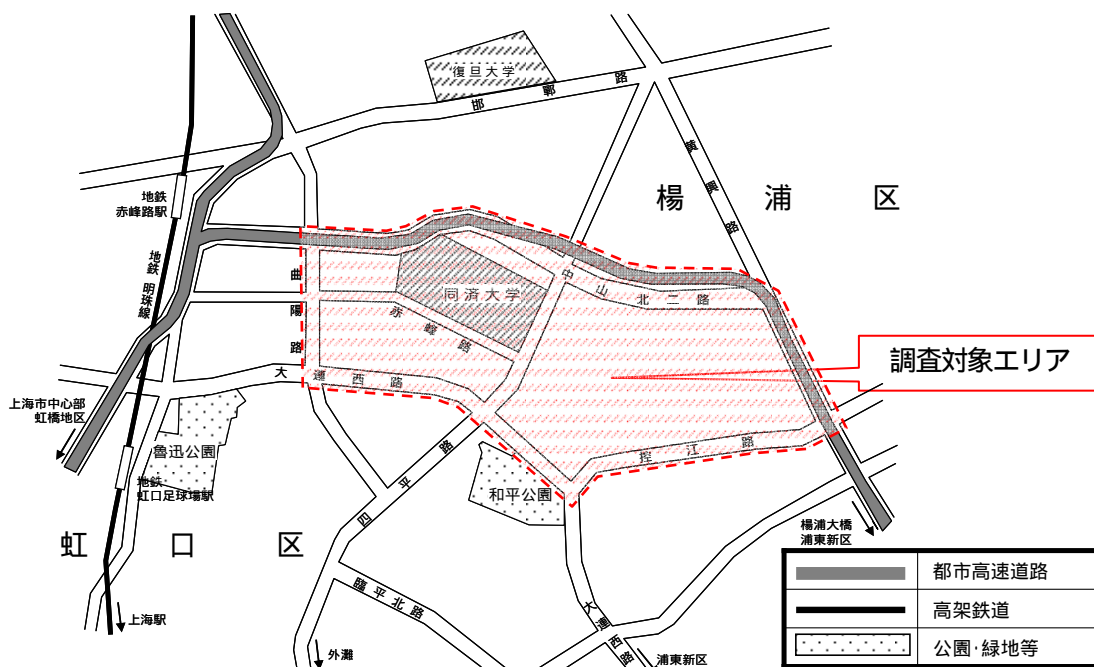 復旦大学
邯鄲路
黄興路
楊浦区
地鉄
赤峰路駅
地鉄 明珠線
曲陽路
同済大学
中山北二路
赤峰路
調査対象エリア
大連西路
上海市中心部
虹橋地区
魯迅公園
地鉄
虹口足球場駅
四平路
控江路
和平公園
虹口区
楊浦大橋
浦東新区
臨平北路
大連西路
上海駅
外灘
浦東新区
都市高速道路
高架鉄道
公園・緑地等